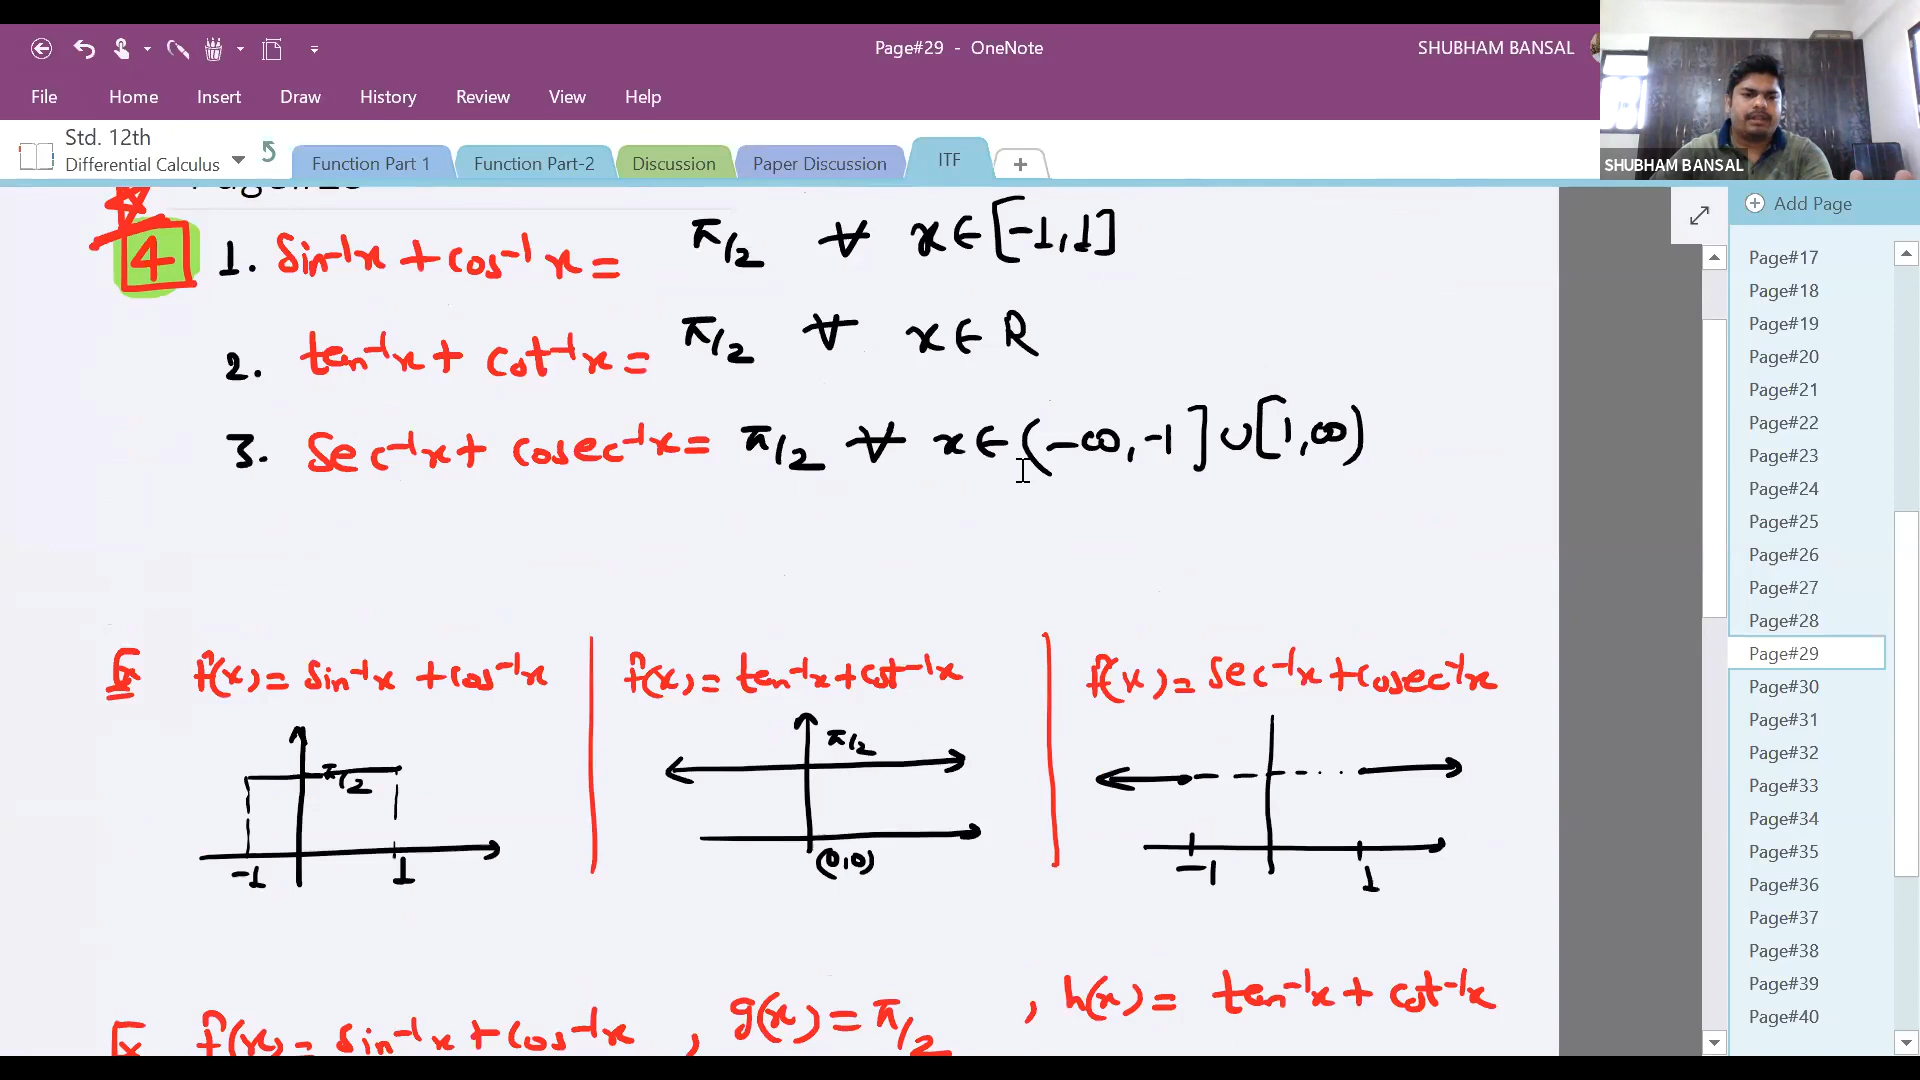 Page#29 - OneNote
SHUBHAM BANSAL
File Home Insert Draw History Review View Help
Std. 12th
Differential Calculus
Function Part 1 Function Part-2 Discussion Paper Discussion ITF +
SHUBHAM BANSAL
Add Page
4
1. Sin⁻¹x + cos⁻¹x = π/2 ∀ x ∈ [-1,1]
2. tan⁻¹x + cot⁻¹x = π/2 ∀ x ∈ R
3. Sec⁻¹x + cosec⁻¹x = π/2 ∀ x ∈ (-∞,-1] ∪ [1,∞)
Ex f(x) = sin⁻¹x + cos⁻¹x
f(x) = tan⁻¹x + cot⁻¹x
f(x) = sec⁻¹x + cosec⁻¹x
π/2
-1 1
π/2
(0,0)
-1 1
Ex f(x) = sin⁻¹x + cos⁻¹x , g(x) = π/2 , h(x) = tan⁻¹x + cot⁻¹x
Page#17
Page#18
Page#19
Page#20
Page#21
Page#22
Page#23
Page#24
Page#25
Page#26
Page#27
Page#28
Page#29
Page#30
Page#31
Page#32
Page#33
Page#34
Page#35
Page#36
Page#37
Page#38
Page#39
Page#40